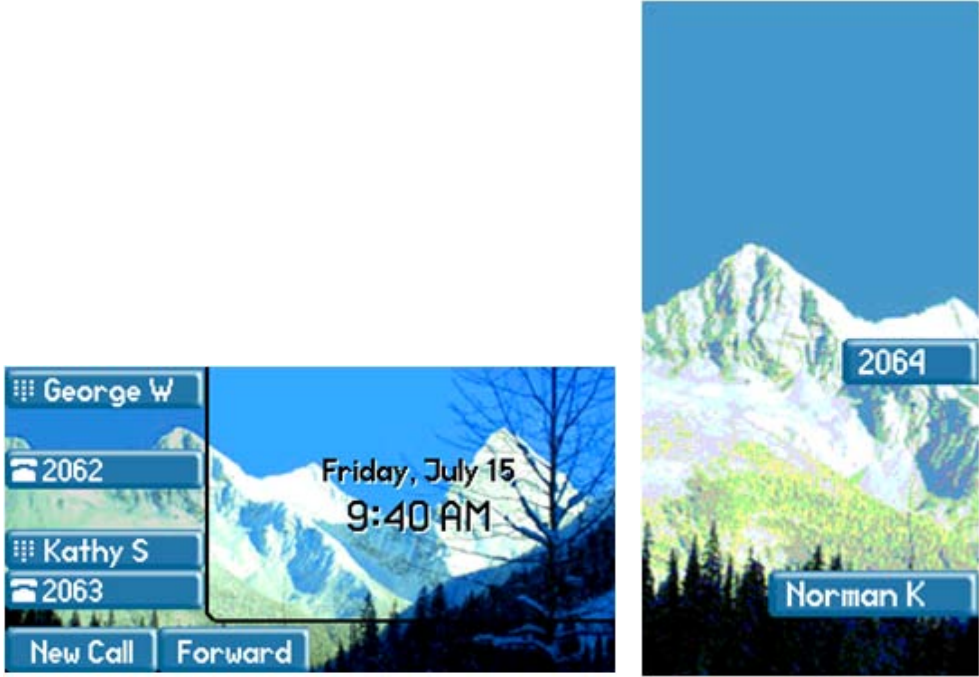 George W
2062
Kathy S
2063
Friday, July 15
9:40 AM
New Call
Forward
2064
Norman K